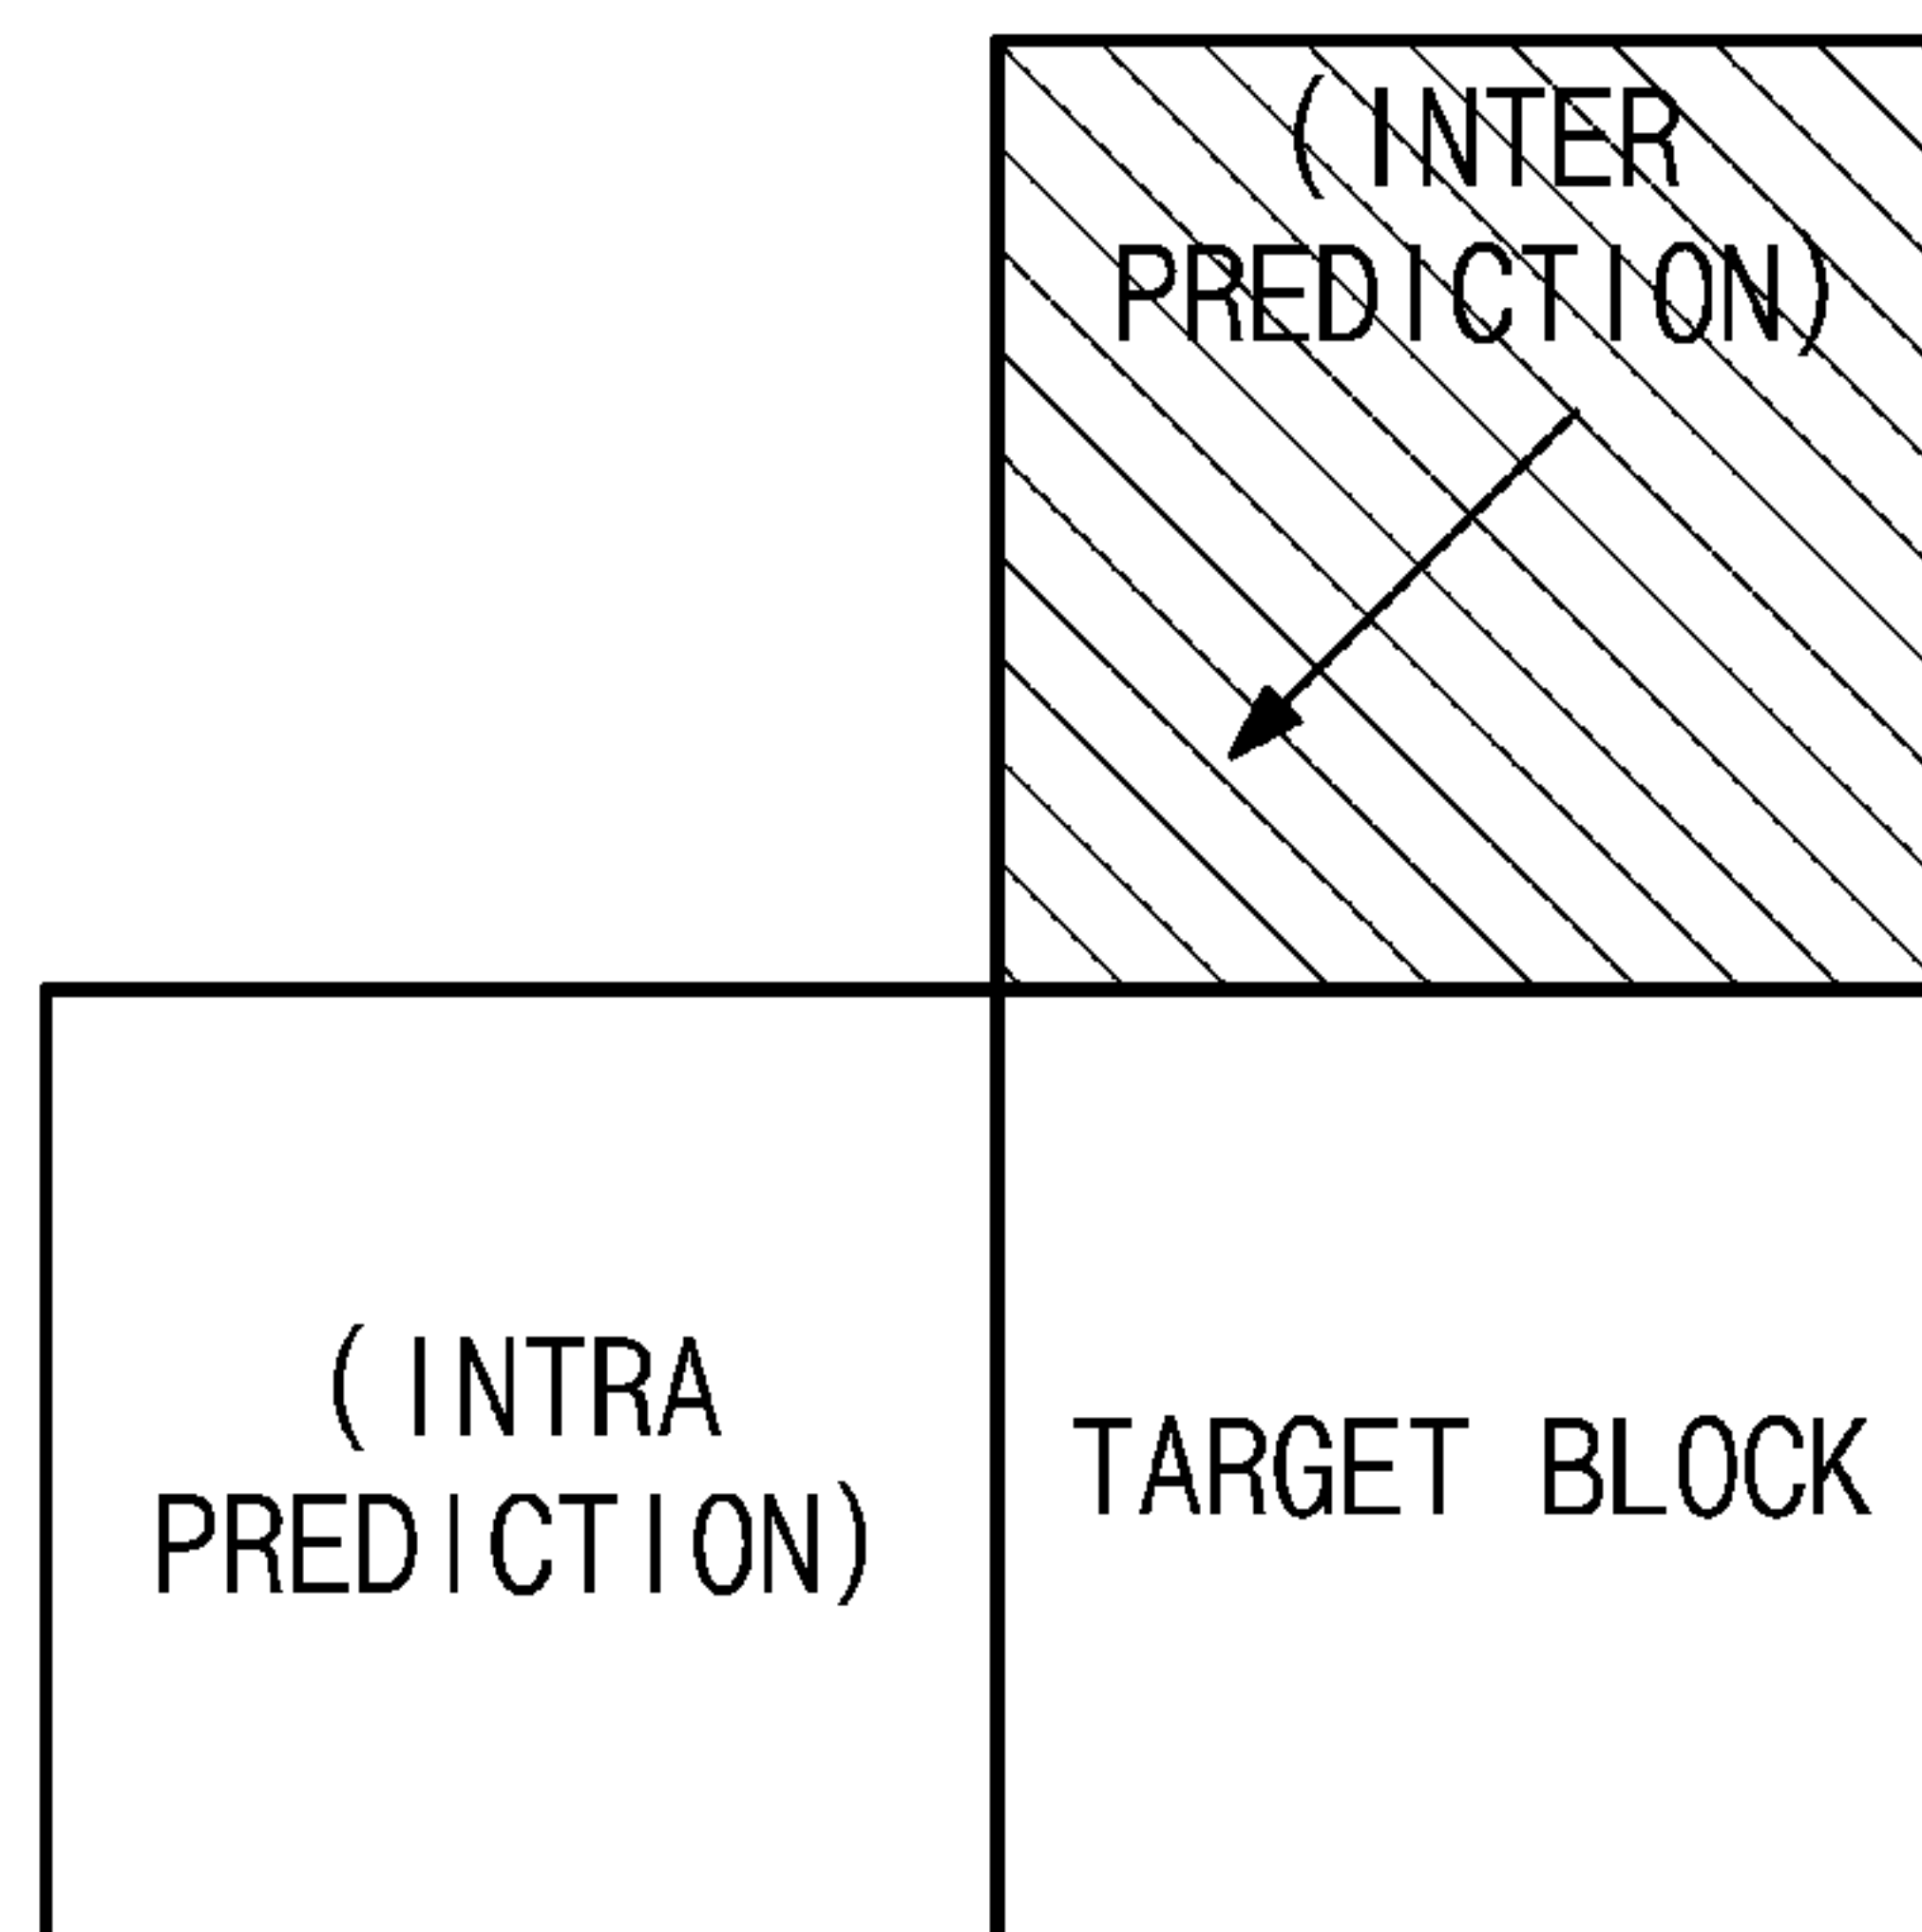 (INTER
PREDICTION)
(INTRA
PREDICTION)
TARGET BLOCK